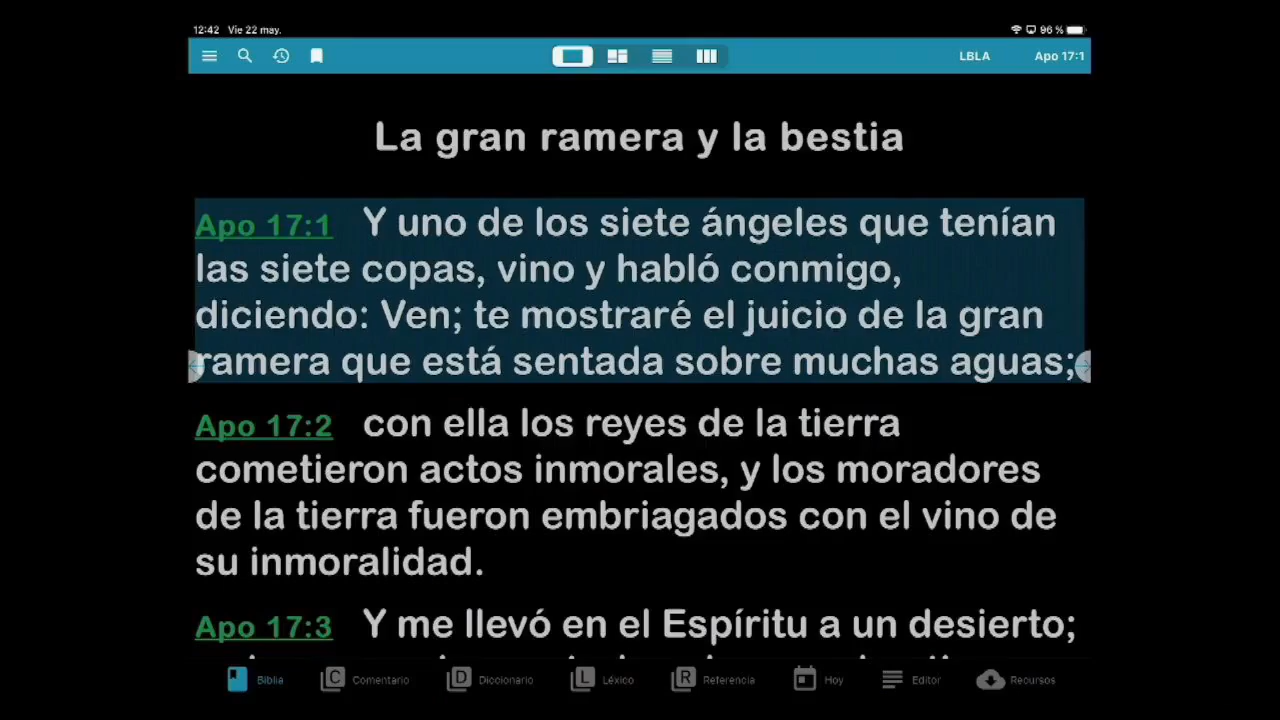 12:42 Vie 22 may. 96 %
LBLA Apo 17:1
La gran ramera y la bestia
Apo 17:1 Y uno de los siete ángeles que tenían
las siete copas, vino y habló conmigo,
diciendo: Ven; te mostraré el juicio de la gran
ramera que está sentada sobre muchas aguas;
Apo 17:2 con ella los reyes de la tierra
cometieron actos inmorales, y los moradores
de la tierra fueron embriagados con el vino de
su inmoralidad.
Apo 17:3 Y me llevó en el Espíritu a un desierto;
Biblia C Comentario D Diccionario L Léxico R Referencia Hoy Editor Recursos